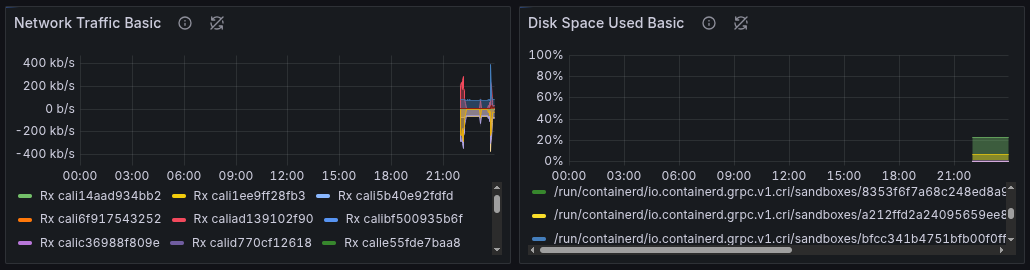 Network Traffic Basic
400 kb/s
200 kb/s
0 b/s
-200 kb/s
-400 kb/s
00:00 03:00 06:00 09:00 12:00 15:00 18:00 21:00
Rx cali14aad934bb2 Rx cali1ee9ff28fb3 Rx cali5b40e92fdfd
Rx cali6f917543252 Rx caliad139102f90 Rx calibf500935b6f
Rx calic36988f809e Rx calid770cf12618 Rx calie55fde7baa8
Disk Space Used Basic
100%
80%
60%
40%
20%
0%
00:00 03:00 06:00 09:00 12:00 15:00 18:00 21:00
/run/containerd/io.containerd.grpc.v1.cri/sandboxes/8353f6f7a68c248ed8a9
/run/containerd/io.containerd.grpc.v1.cri/sandboxes/a212ffd2a24095659ee8
/run/containerd/io.containerd.grpc.v1.cri/sandboxes/bfcc341b4751bfb00f0ff